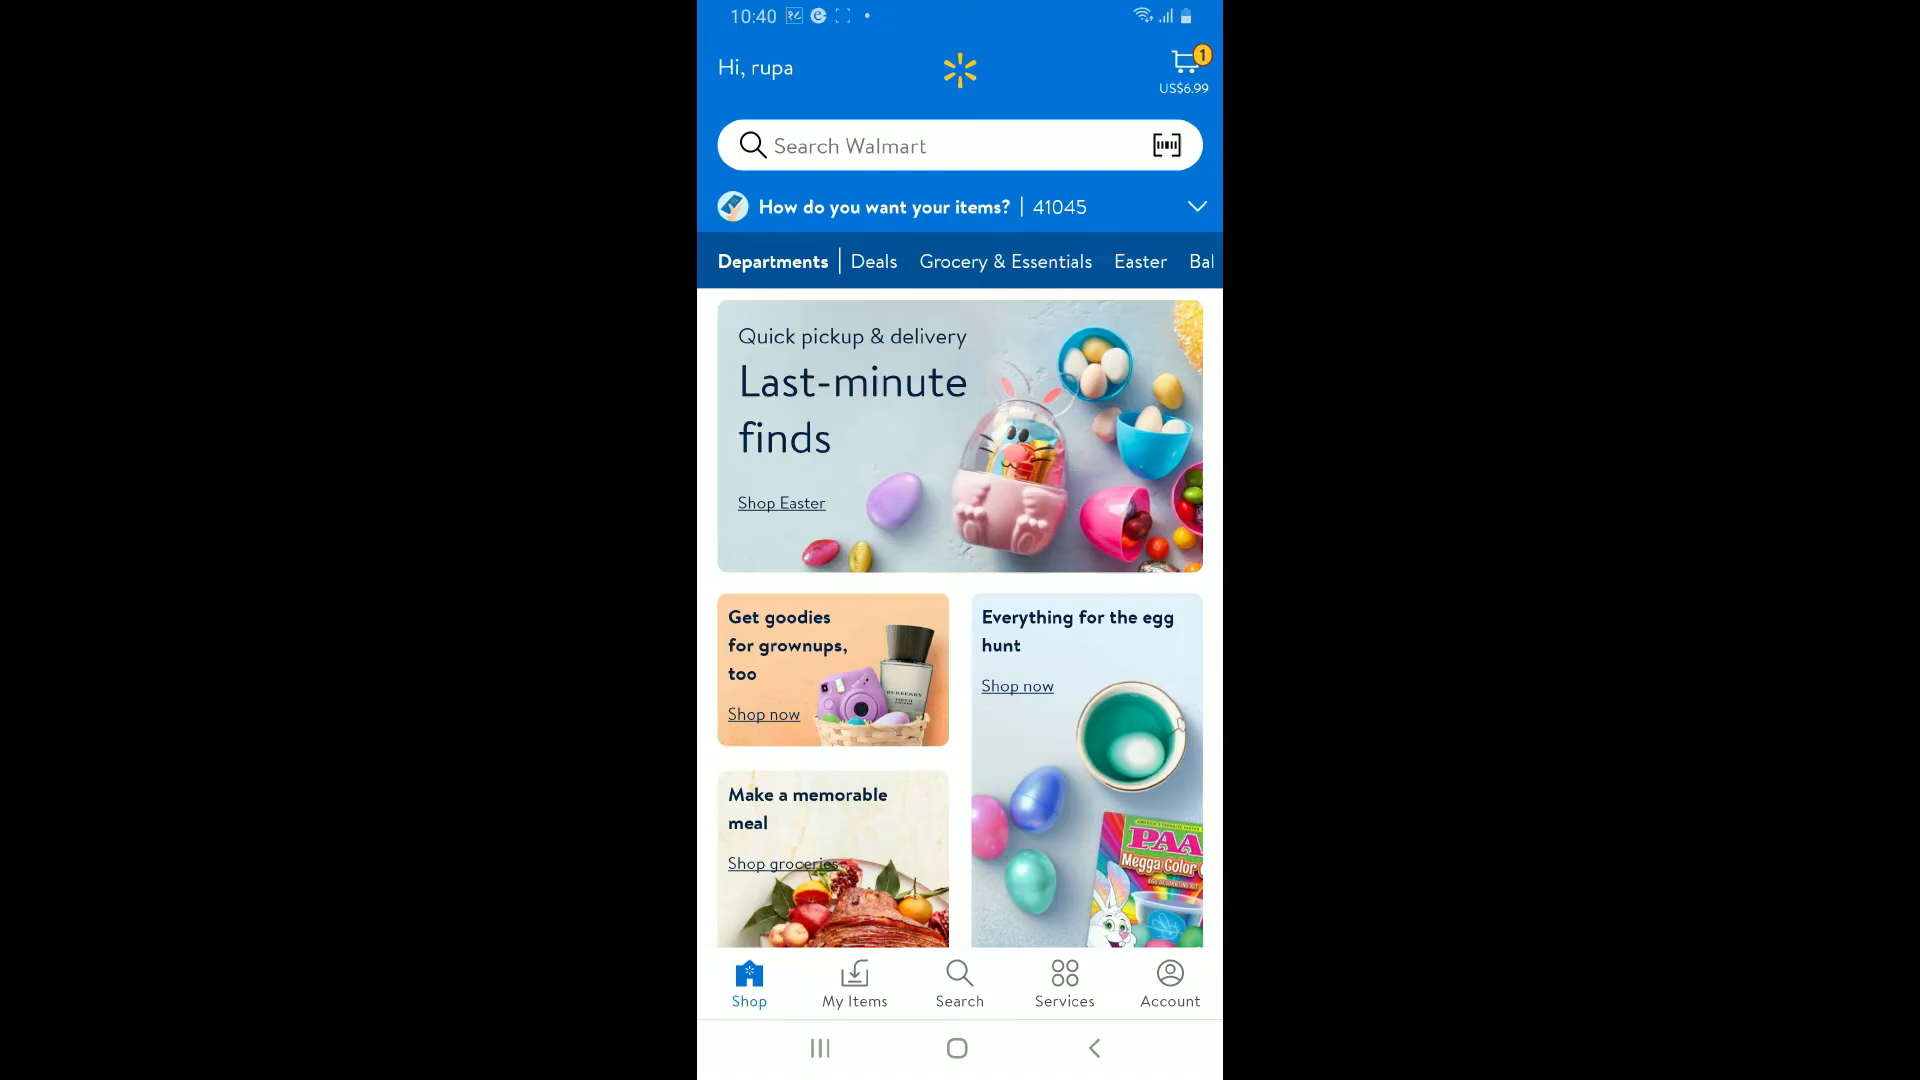 10:40
Hi, rupa
1
US$6.99
Search Walmart
How do you want your items? | 41045
Departments | Deals Grocery & Essentials Easter Bal
Quick pickup & delivery
Last-minute
finds
Shop Easter
Get goodies
for grownups,
too
Shop now
BURBERRY
Everything for the egg
hunt
Shop now
Make a memorable
meal
Shop groceries
PAA
Megga Color
Shop
My Items
Search
Services
Account